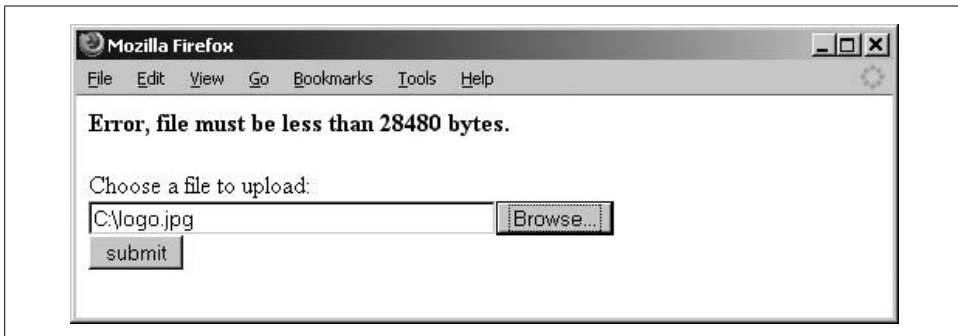 Mozilla Firefox
File Edit View Go Bookmarks Tools Help
Error, file must be less than 28480 bytes.
Choose a file to upload:
C:\logo.jpg Browse...
submit